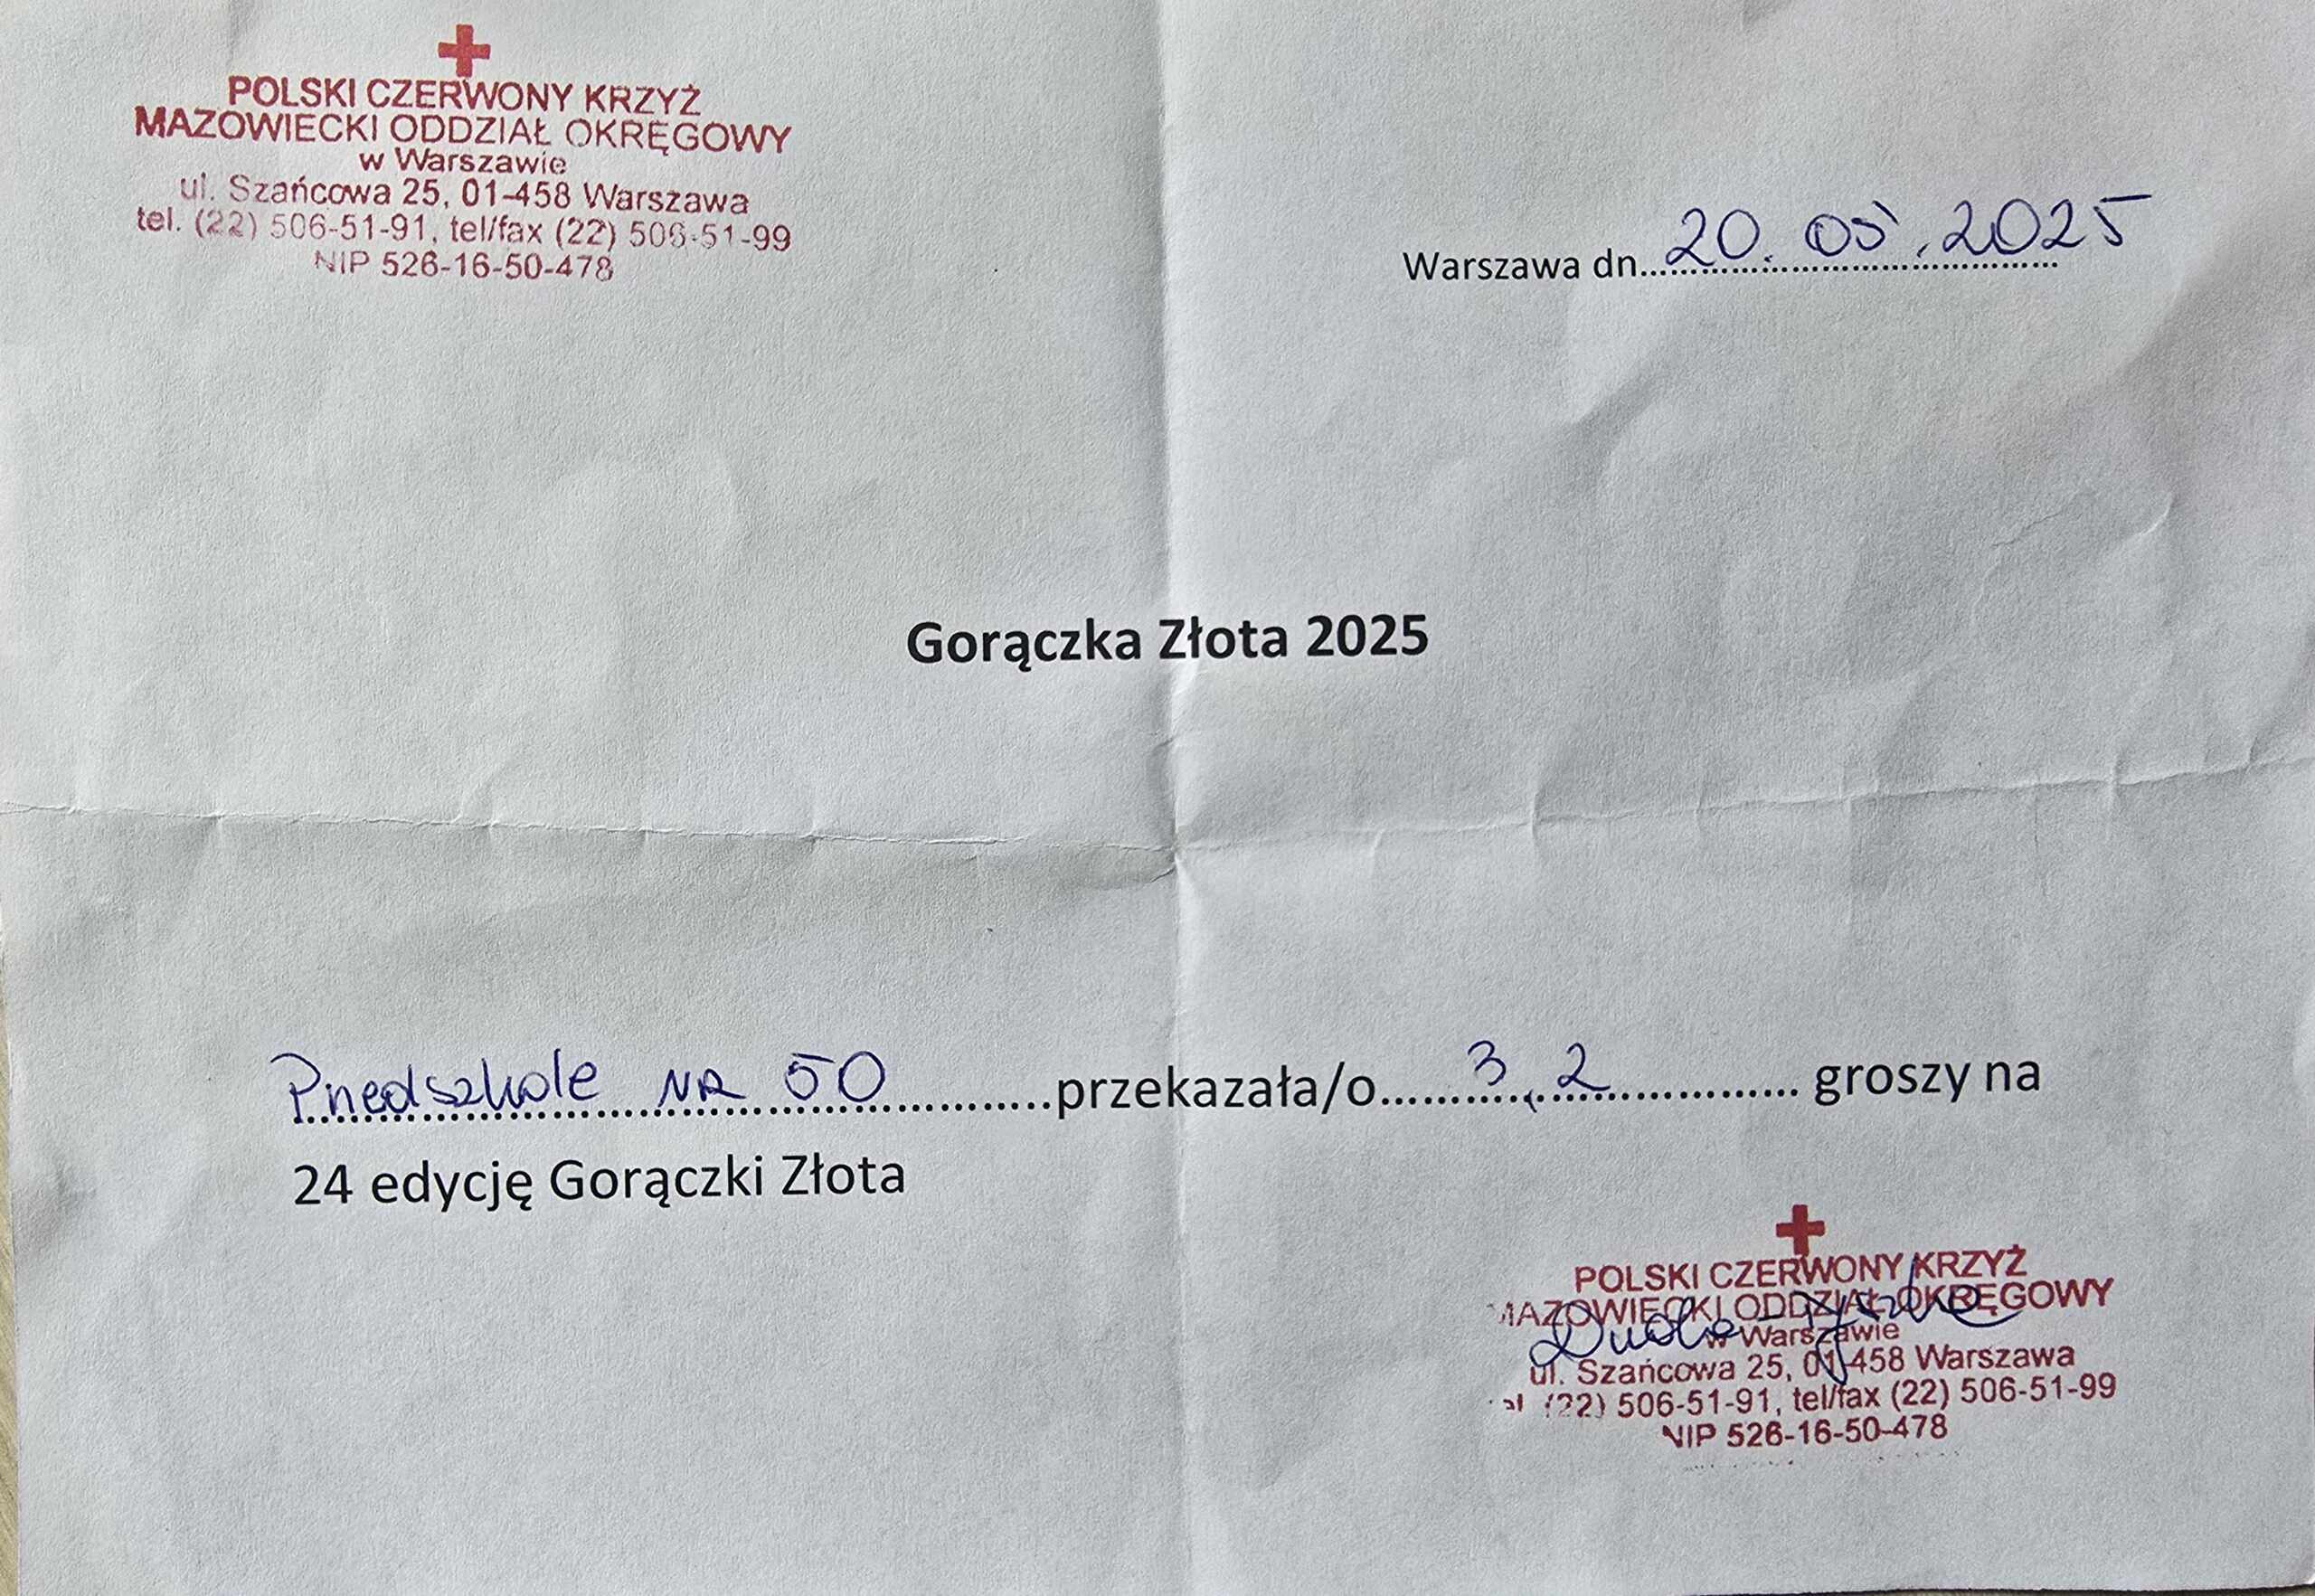 POLSKI CZERWONY KRZYŻ
MAZOWIECKI ODDZIAŁ OKRĘGOWY
w Warszawie
ul. Szańcowa 25, 01-458 Warszawa
tel. (22) 506-51-91, tel/fax (22) 506-51-99
NIP 526-16-50-478
Warszawa dn. 20.05.2025
Gorączka Złota 2025
Przedszkole NR 50 przekazała/o 3,2 groszy na
24 edycję Gorączki Złota
POLSKI CZERWONY KRZYŻ
MAZOWIECKI ODDZIAŁ OKRĘGOWY
w Warszawie
ul. Szańcowa 25, 01-458 Warszawa
tel. (22) 506-51-91, tel/fax (22) 506-51-99
NIP 526-16-50-478